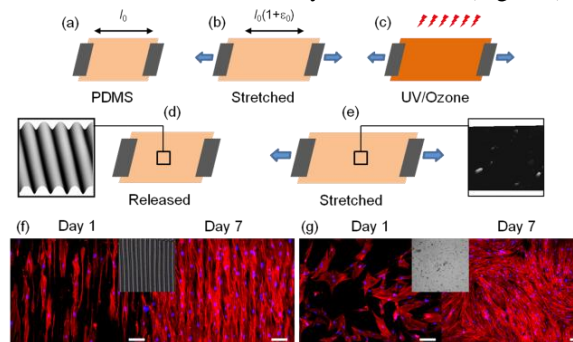 (a) l₀ (b) l₀(1+ε₀) (c)
PDMS Stretched UV/Ozone
(d) (e)
Released Stretched
(f) Day 1 Day 7 (g) Day 1 Day 7